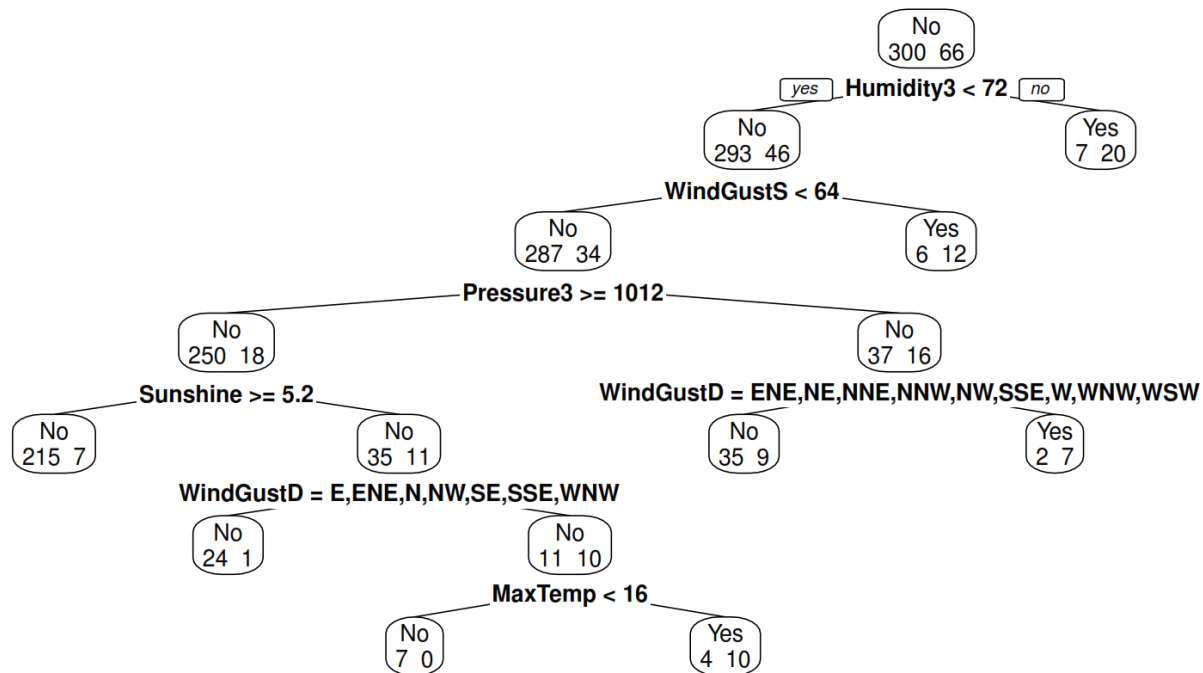 No
300 66
yes Humidity3 < 72 no
No Yes
293 46 7 20
WindGustS < 64
No Yes
287 34 6 12
Pressure3 >= 1012
No No
250 18 37 16
Sunshine >= 5.2 WindGustD = ENE,NE,NNE,NNW,NW,SSE,W,WNW,WSW
No No No Yes
215 7 35 11 35 9 2 7
WindGustD = E,ENE,N,NW,SE,SSE,WNW
No No
24 1 11 10
MaxTemp < 16
No Yes
7 0 4 10